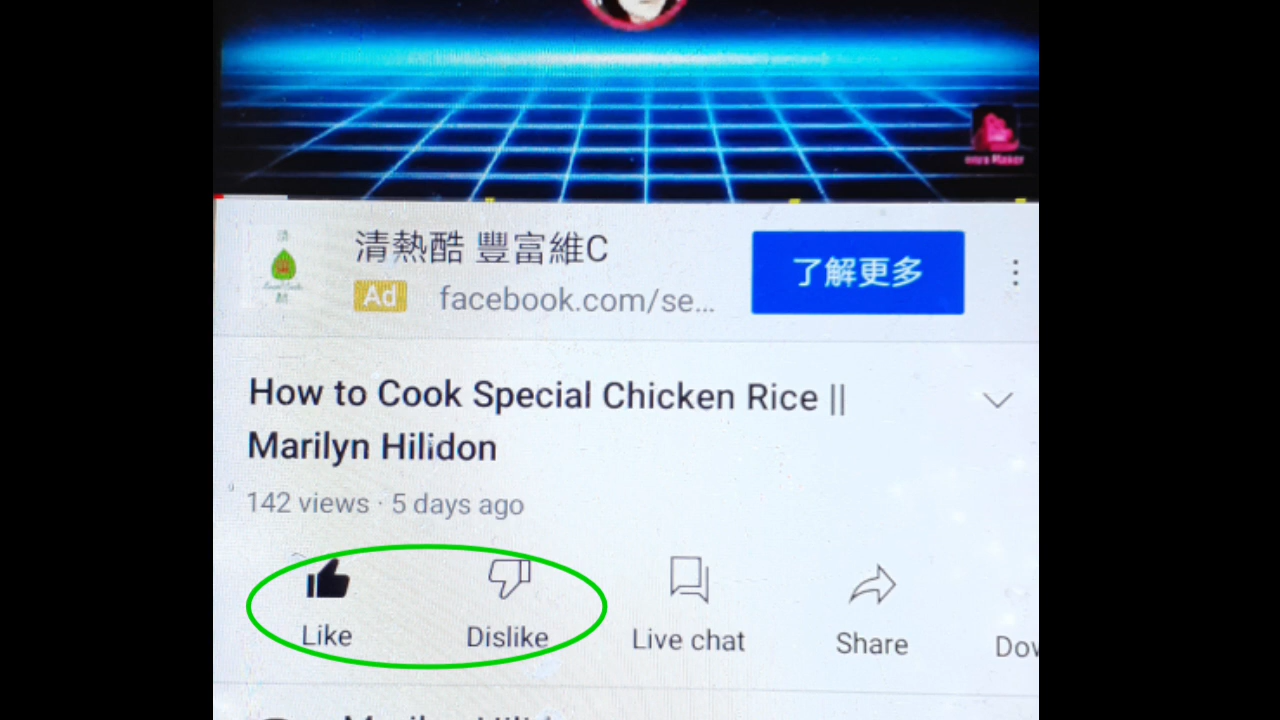 清熱酷 豐富維C
Ad facebook.com/se...
了解更多
How to Cook Special Chicken Rice ||
Marilyn Hilidon
142 views · 5 days ago
Like Dislike Live chat Share